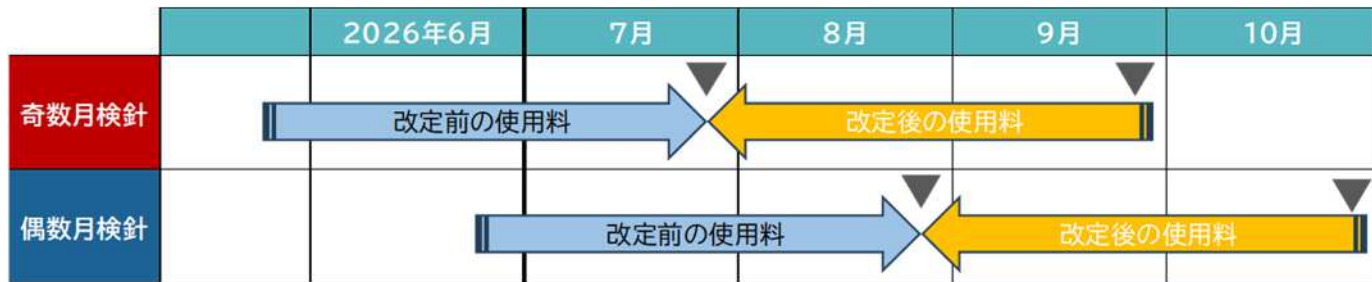 2026年6月 7月 8月 9月 10月
奇数月検針 改定前の使用料 改定後の使用料
偶数月検針 改定前の使用料 改定後の使用料